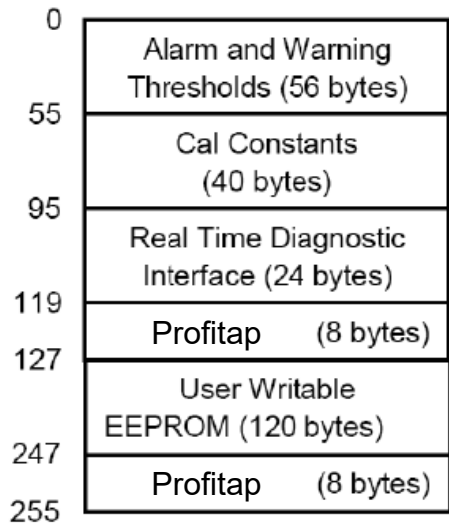 0
Alarm and Warning
Thresholds (56 bytes)
55
Cal Constants
(40 bytes)
95
Real Time Diagnostic
Interface (24 bytes)
119
Profitap (8 bytes)
127
User Writable
EEPROM (120 bytes)
247
Profitap (8 bytes)
255